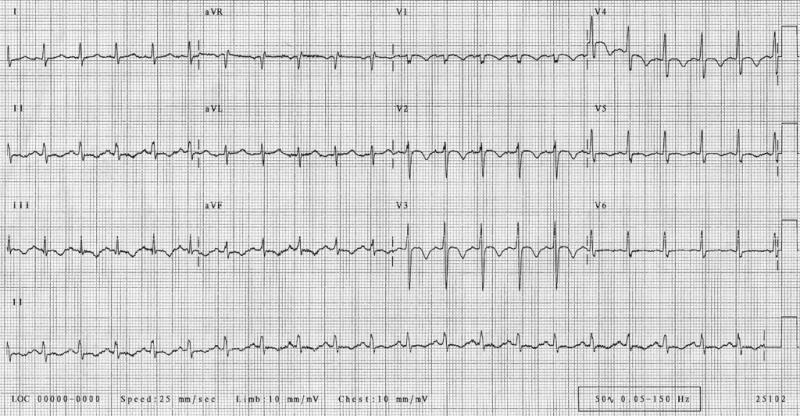 I aVR V1 V4
II aVL V2 V5
III aVF V3 V6
II
LOC 00000-0000 Speed:25 mm/sec Limb:10 mm/mV Chest:10 mm/mV 50∿ 0.05-150 Hz 25102